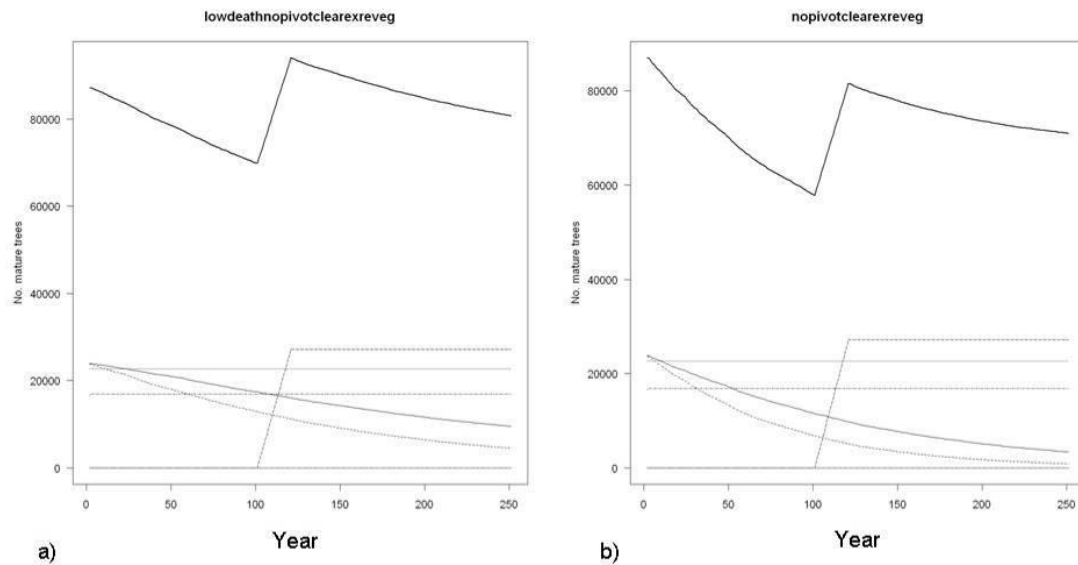 lowdeathnopivotclearexreveg
No. mature trees
80000
60000
40000
20000
0
0 50 100 150 200 250
Year
a)
nopivotclearexreveg
No. mature trees
80000
60000
40000
20000
0
0 50 100 150 200 250
Year
b)